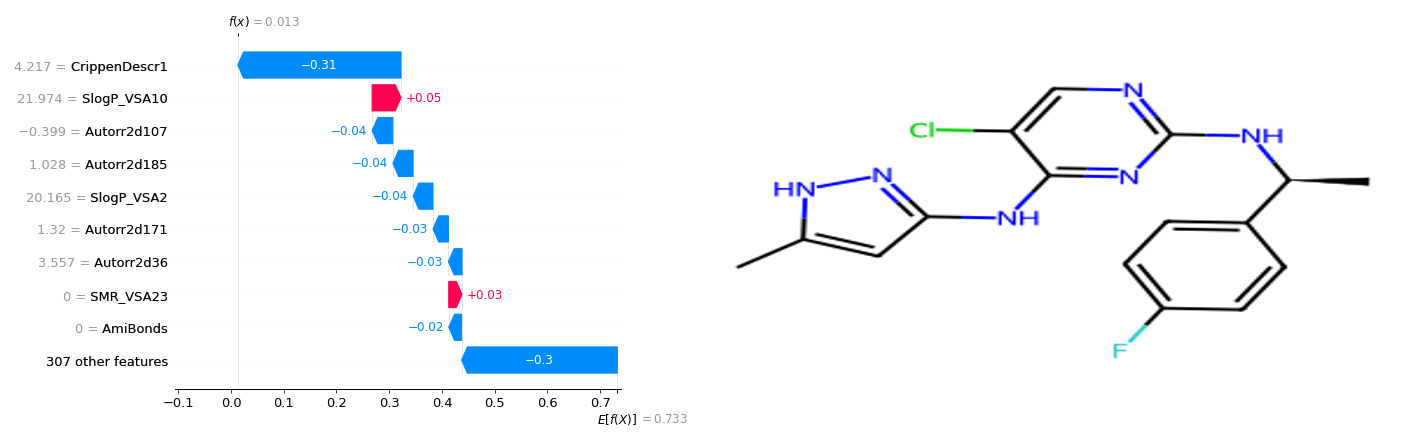 f(x) = 0.013
4.217 = CrippenDescr1
−0.31
21.974 = SlogP_VSA10
+0.05
−0.399 = Autorr2d107
−0.04
1.028 = Autorr2d185
−0.04
20.165 = SlogP_VSA2
−0.04
1.32 = Autorr2d171
−0.03
3.557 = Autorr2d36
−0.03
0 = SMR_VSA23
+0.03
0 = AmiBonds
−0.02
307 other features
−0.3
−0.1 0.0 0.1 0.2 0.3 0.4 0.5 0.6 0.7
E[f(X)] = 0.733
N
Cl
NH
N
N
HN
NH
F